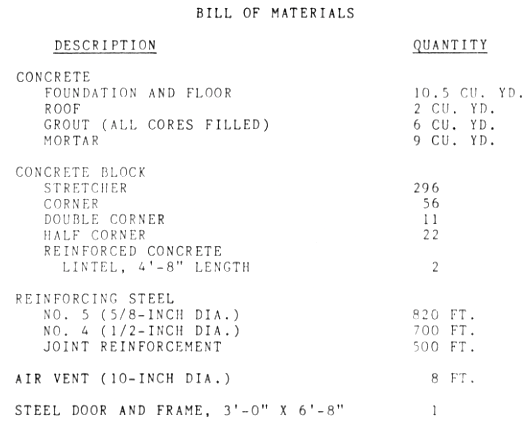 BILL OF MATERIALS
DESCRIPTION QUANTITY
CONCRETE
FOUNDATION AND FLOOR 10.5 CU. YD.
ROOF 2 CU. YD.
GROUT (ALL CORES FILLED) 6 CU. YD.
MORTAR 9 CU. YD.
CONCRETE BLOCK
STRETCHER 296
CORNER 56
DOUBLE CORNER 11
HALF CORNER 22
REINFORCED CONCRETE
LINTEL, 4'-8" LENGTH 2
REINFORCING STEEL
NO. 5 (5/8-INCH DIA.) 820 FT.
NO. 4 (1/2-INCH DIA.) 700 FT.
JOINT REINFORCEMENT 500 FT.
AIR VENT (10-INCH DIA.) 8 FT.
STEEL DOOR AND FRAME, 3'-0" X 6'-8" 1